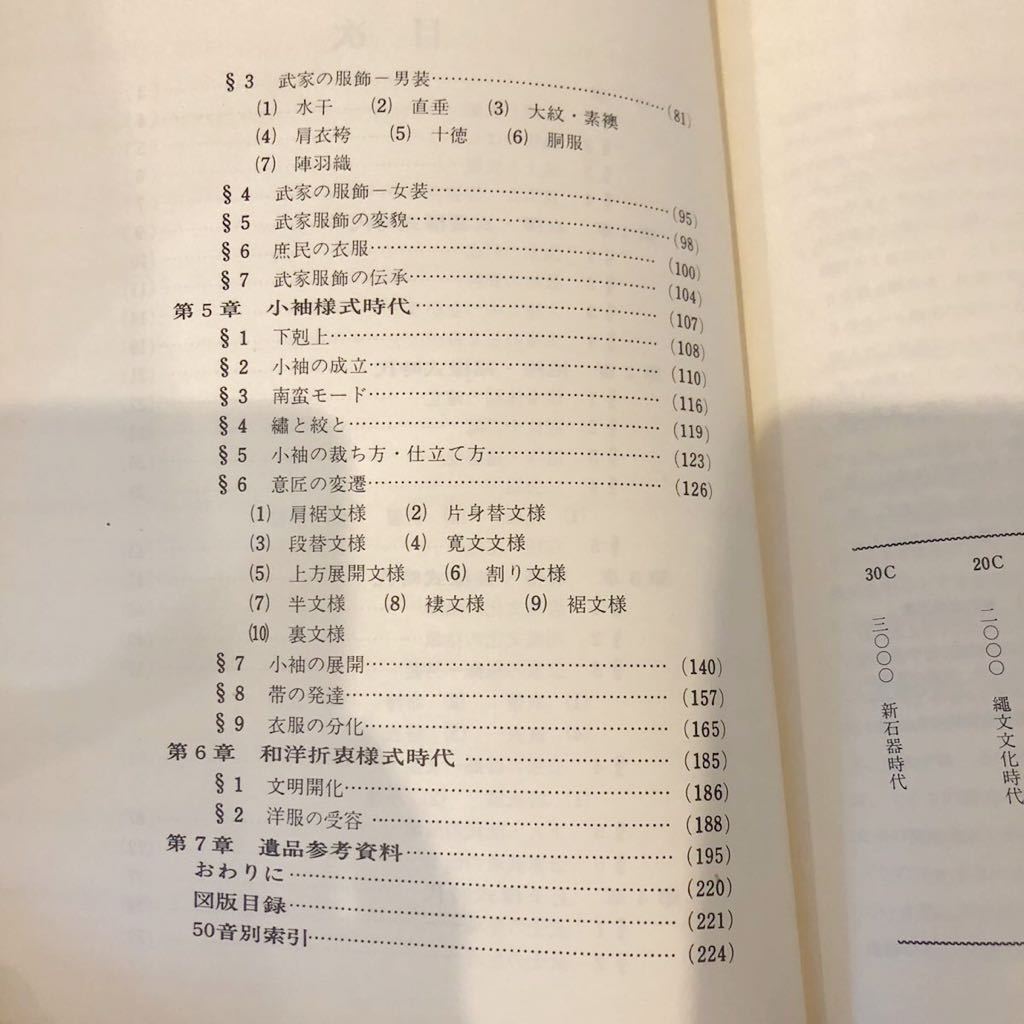 §3 武家の服飾－男装……………………………(81)
(1) 水干 (2) 直垂 (3) 大紋・素襖
(4) 肩衣袴 (5) 十徳 (6) 胴服
(7) 陣羽織
§4 武家の服飾－女装……………………………(95)
§5 武家服飾の変貌………………………………(98)
§6 庶民の衣服……………………………………(100)
§7 武家服飾の伝承………………………………(104)
第5章 小袖様式時代………………………………(107)
§1 下剋上…………………………………………(108)
§2 小袖の成立……………………………………(110)
§3 南蛮モード……………………………………(116)
§4 繡と絞と………………………………………(119)
§5 小袖の裁ち方・仕立て方……………………(123)
§6 意匠の変遷……………………………………(126)
(1) 肩裾文様 (2) 片身替文様
(3) 段替文様 (4) 寛文文様
(5) 上方展開文様 (6) 割り文様
(7) 半文様 (8) 褄文様 (9) 裾文様
(10) 裏文様
§7 小袖の展開……………………………………(140)
§8 帯の発達………………………………………(157)
§9 衣服の分化……………………………………(165)
第6章 和洋折衷様式時代…………………………(185)
§1 文明開化………………………………………(186)
§2 洋服の受容……………………………………(188)
第7章 遺品参考資料………………………………(195)
おわりに……………………………………………(220)
図版目録……………………………………………(221)
50音別索引…………………………………………(224)
20C
二〇〇〇 繩文文化時代
30C
三〇〇〇 新石器時代